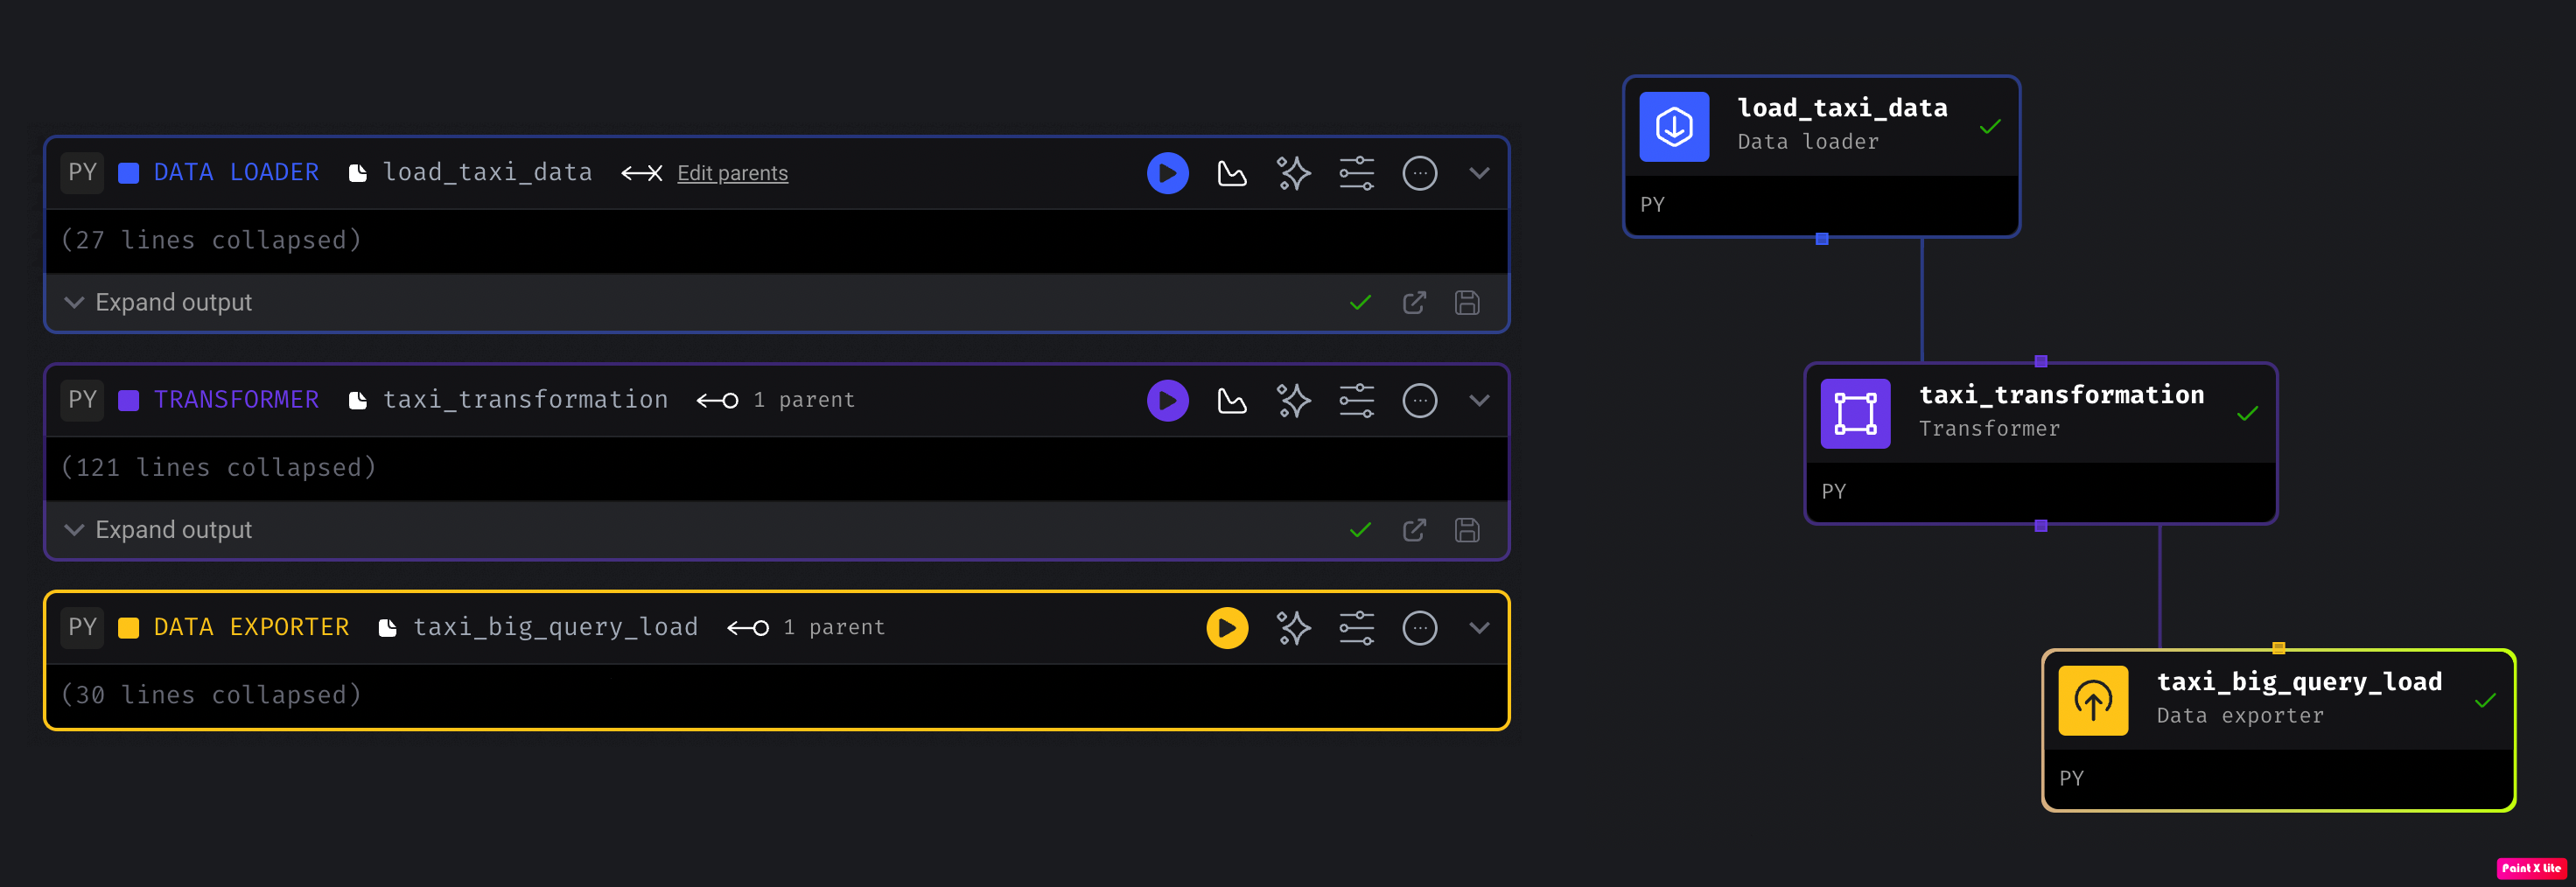 PY DATA LOADER load_taxi_data Edit parents
(27 lines collapsed)
Expand output
PY TRANSFORMER taxi_transformation 1 parent
(121 lines collapsed)
Expand output
PY DATA EXPORTER taxi_big_query_load 1 parent
(30 lines collapsed)
load_taxi_data
Data loader
PY
taxi_transformation
Transformer
PY
taxi_big_query_load
Data exporter
PY
Paint X lite